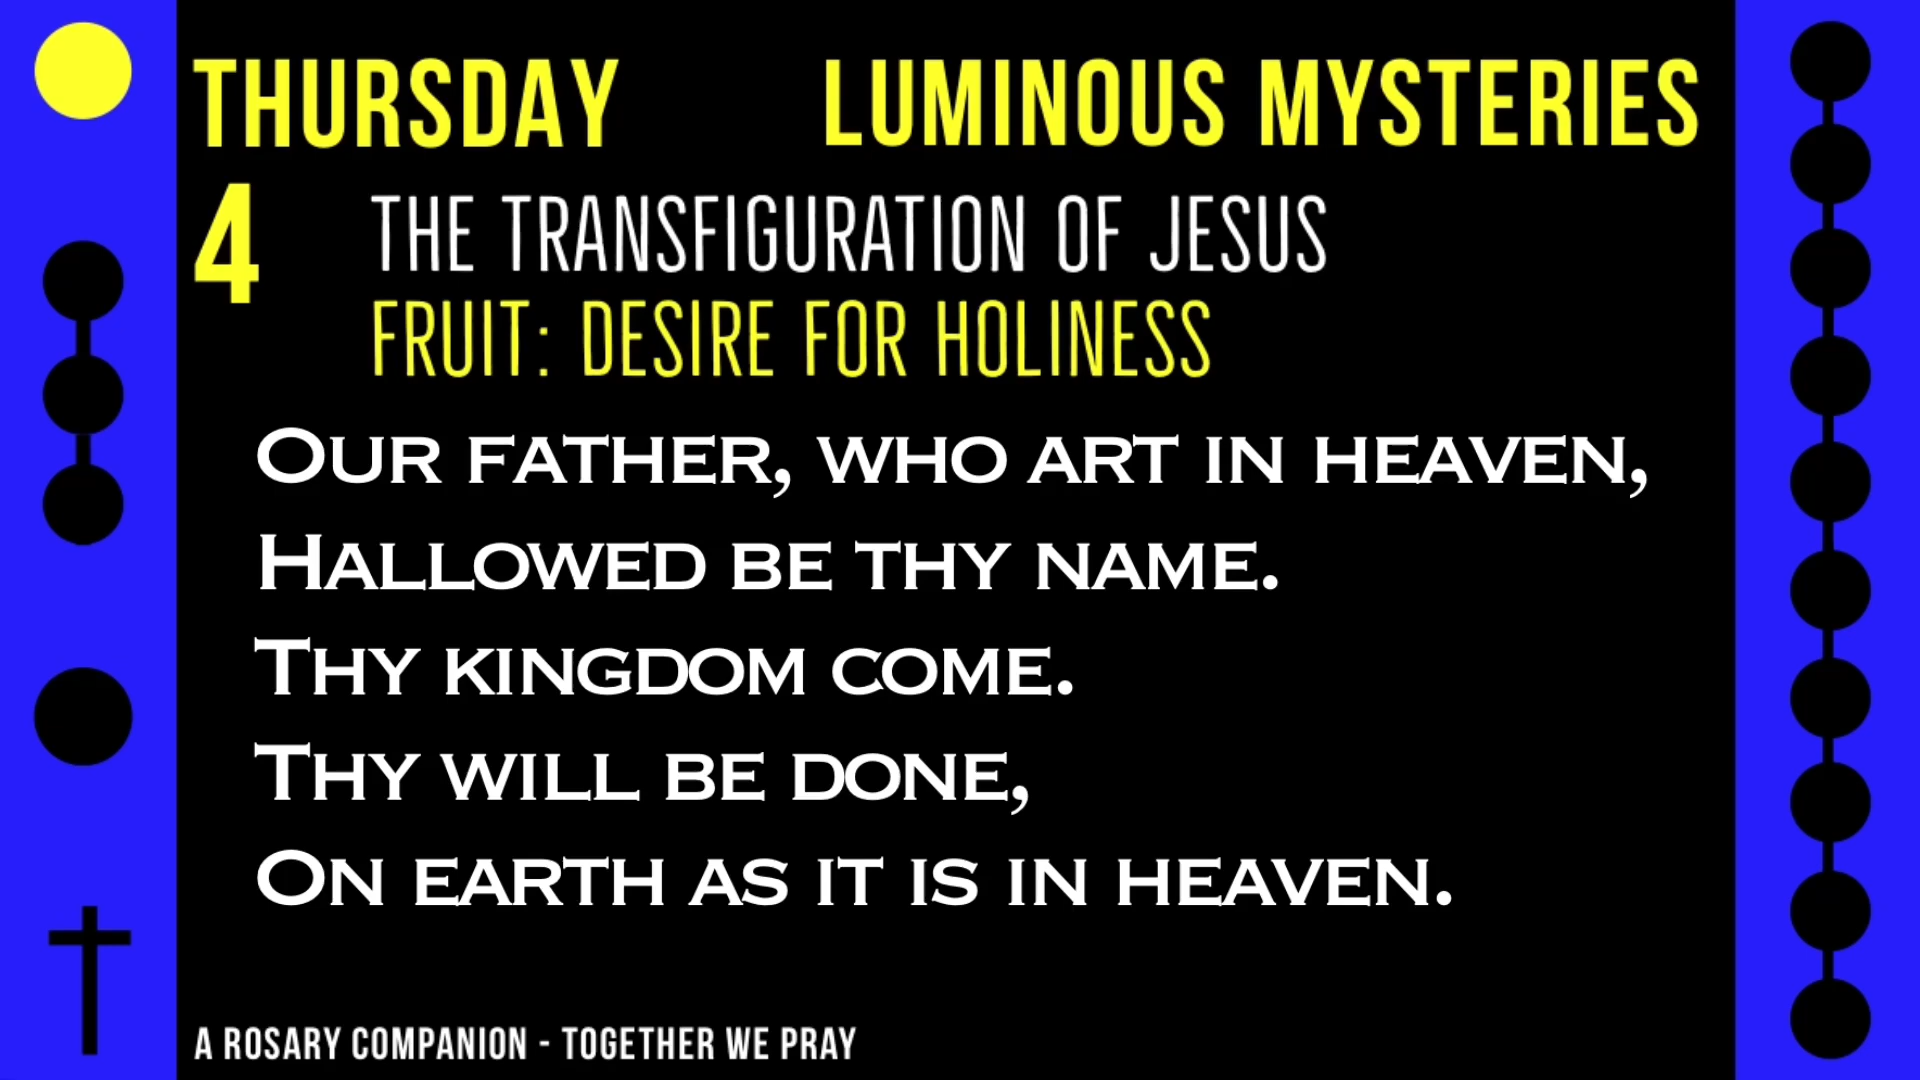 THURSDAY LUMINOUS MYSTERIES
4 THE TRANSFIGURATION OF JESUS
FRUIT: DESIRE FOR HOLINESS
OUR FATHER, WHO ART IN HEAVEN,
HALLOWED BE THY NAME.
THY KINGDOM COME.
THY WILL BE DONE,
ON EARTH AS IT IS IN HEAVEN.
A ROSARY COMPANION - TOGETHER WE PRAY